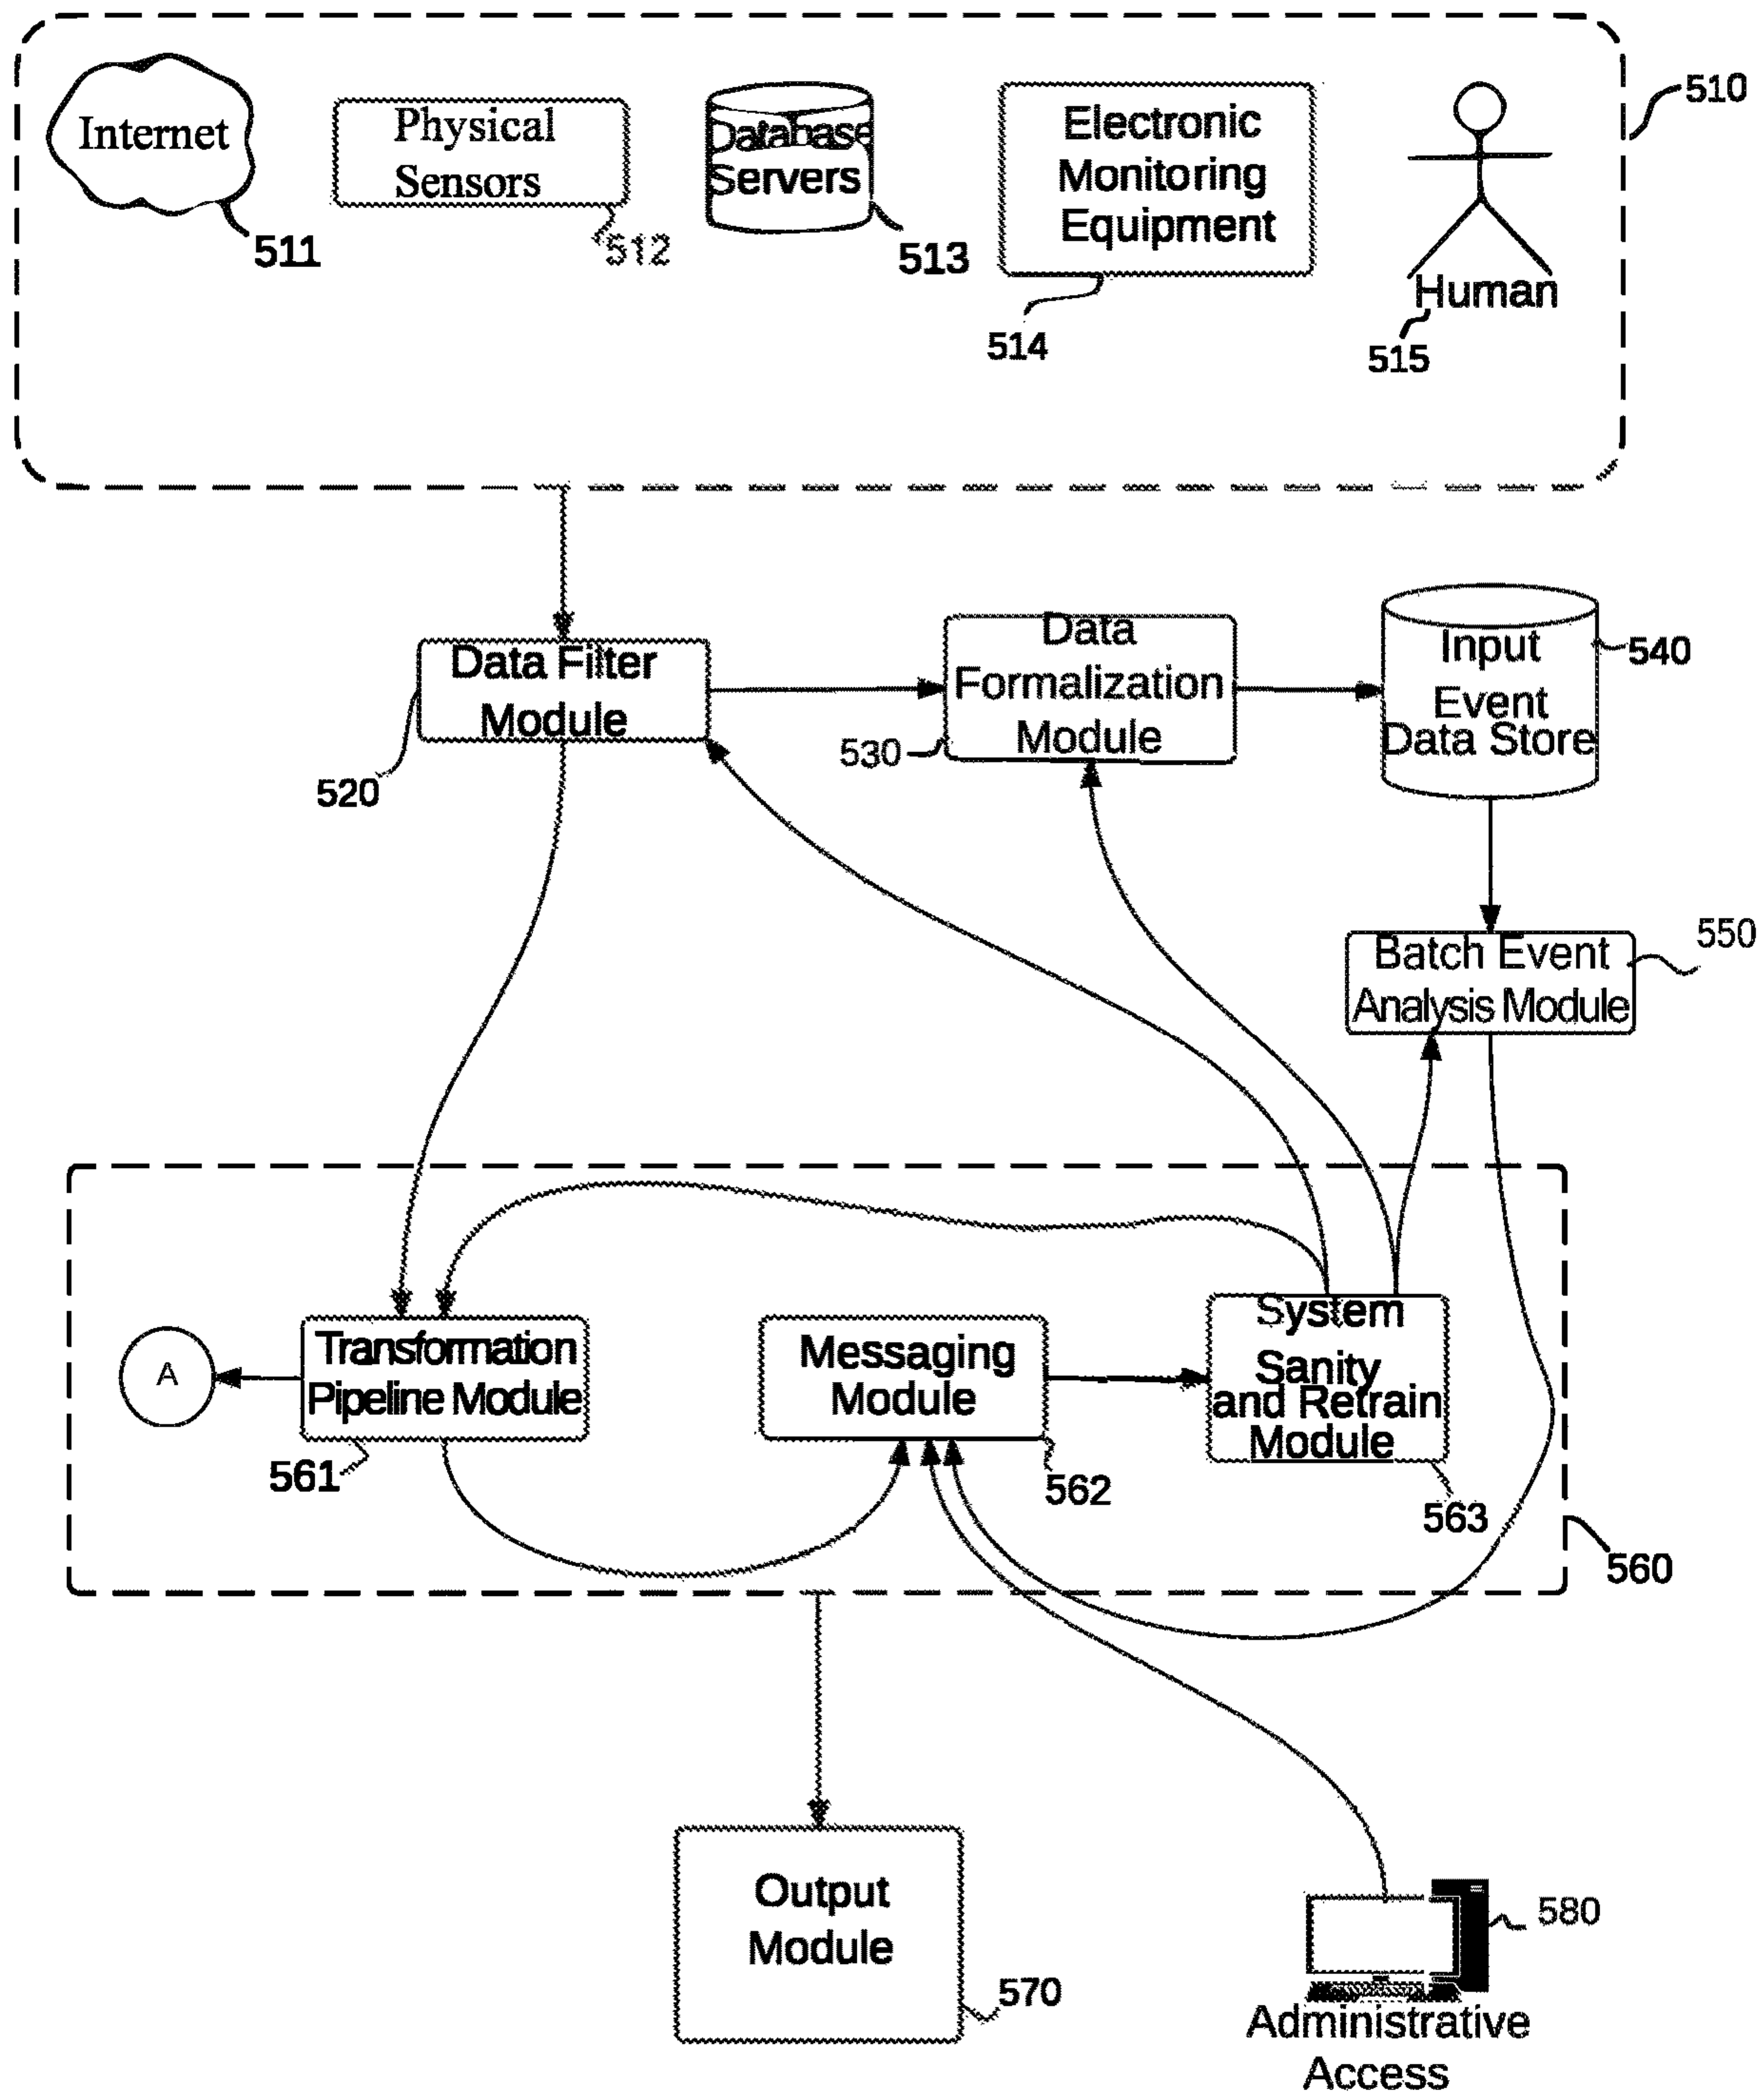 510
Internet
511
Physical
Sensors
512
Database
Servers
513
Electronic
Monitoring
Equipment
514
Human
515
Data Filter
Module
520
Data
Formalization
Module
530
Input
Event
Data Store
540
Batch Event
Analysis Module
550
A
Transformation
Pipeline Module
561
Messaging
Module
562
System
Sanity
and Retrain
Module
563
560
Output
Module
570
580
Administrative
Access